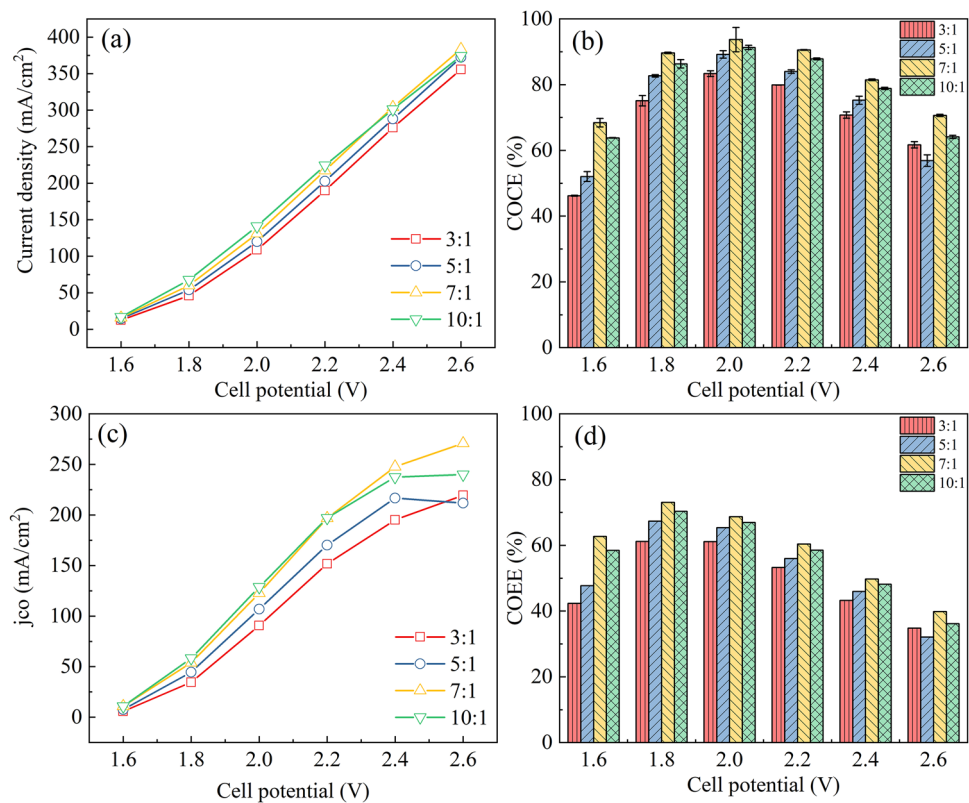 (a)
Current density (mA/cm²)
400
350
300
250
200
150
100
50
0
3:1
5:1
7:1
10:1
1.6 1.8 2.0 2.2 2.4 2.6
Cell potential (V)
(b)
COCE (%)
100
80
60
40
20
0
3:1
5:1
7:1
10:1
1.6 1.8 2.0 2.2 2.4 2.6
Cell potential (V)
(c)
jco (mA/cm²)
300
250
200
150
100
50
0
3:1
5:1
7:1
10:1
1.6 1.8 2.0 2.2 2.4 2.6
Cell potential (V)
(d)
COEE (%)
100
80
60
40
20
0
3:1
5:1
7:1
10:1
1.6 1.8 2.0 2.2 2.4 2.6
Cell potential (V)